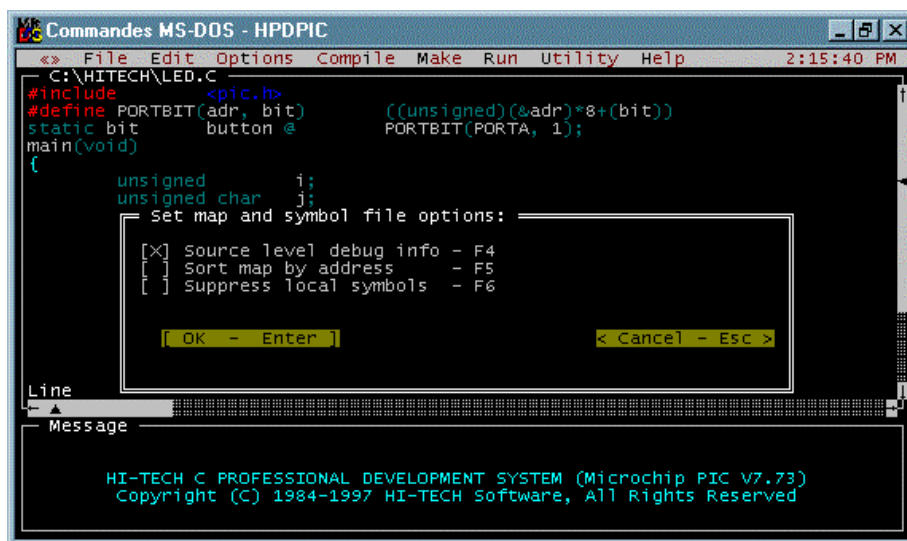 Commandes MS-DOS - HPDPIC
«» File Edit Options Compile Make Run Utility Help 2:15:40 PM
C:\HITECH\LED.C
#include <pic.h>
#define PORTBIT(adr, bit) ((unsigned)(&adr)*8+(bit))
static bit button @ PORTBIT(PORTA, 1);
main(void)
{
unsigned i;
unsigned char j;
Set map and symbol file options:
[X] Source level debug info - F4
[ ] Sort map by address - F5
[ ] Suppress local symbols - F6
[ OK - Enter ] < Cancel - Esc >
Line
Message
HI-TECH C PROFESSIONAL DEVELOPMENT SYSTEM (Microchip PIC V7.73)
Copyright (C) 1984-1997 HI-TECH Software, All Rights Reserved